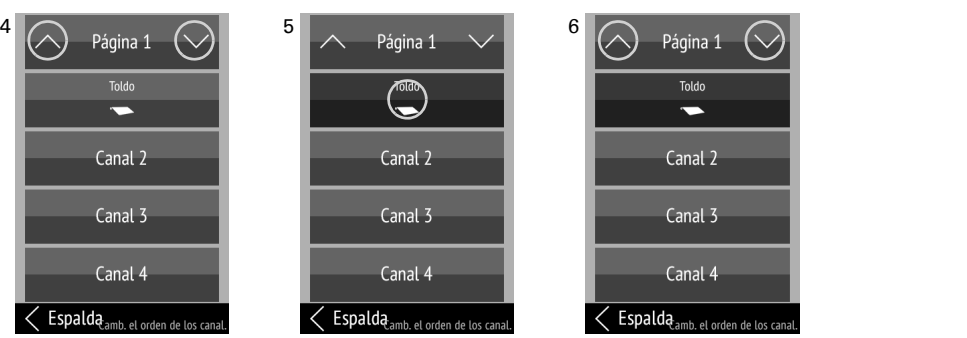 4
Página 1
Toldo
Canal 2
Canal 3
Canal 4
Espalda
Camb. el orden de los canal.
5
Página 1
Toldo
Canal 2
Canal 3
Canal 4
Espalda
Camb. el orden de los canal.
6
Página 1
Toldo
Canal 2
Canal 3
Canal 4
Espalda
Camb. el orden de los canal.